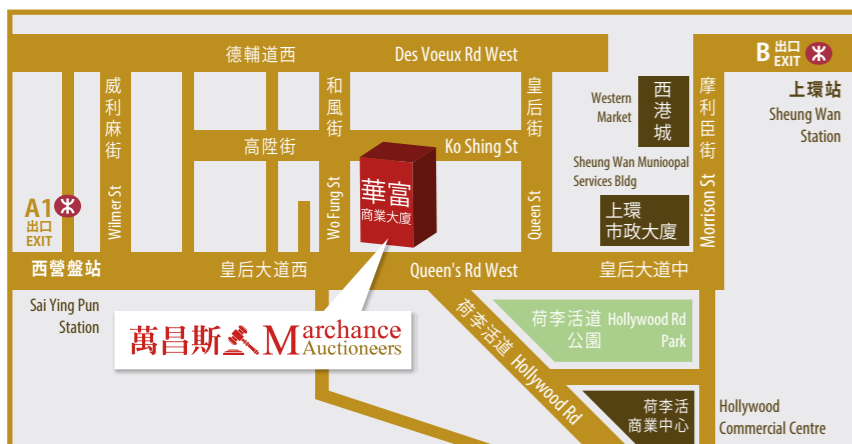 德輔道西
Des Voeux Rd West
B 出口 EXIT
上環站
Sheung Wan
Station
威利麻街
Wilmer St
和風街
Wo Fung St
皇后街
Queen St
Western
Market
西港城
摩利臣街
Morrison St
高陞街
Ko Shing St
Sheung Wan Munioopal
Services Bldg
上環
市政大廈
華富
商業大廈
A1
出口
EXIT
西營盤站
Sai Ying Pun
Station
皇后大道西
Queen's Rd West
皇后大道中
萬昌斯
Marchance
Auctioneers
荷李活道 Hollywood Rd
荷李活道 Hollywood Rd
公園 Park
荷李活
商業中心
Hollywood
Commercial Centre